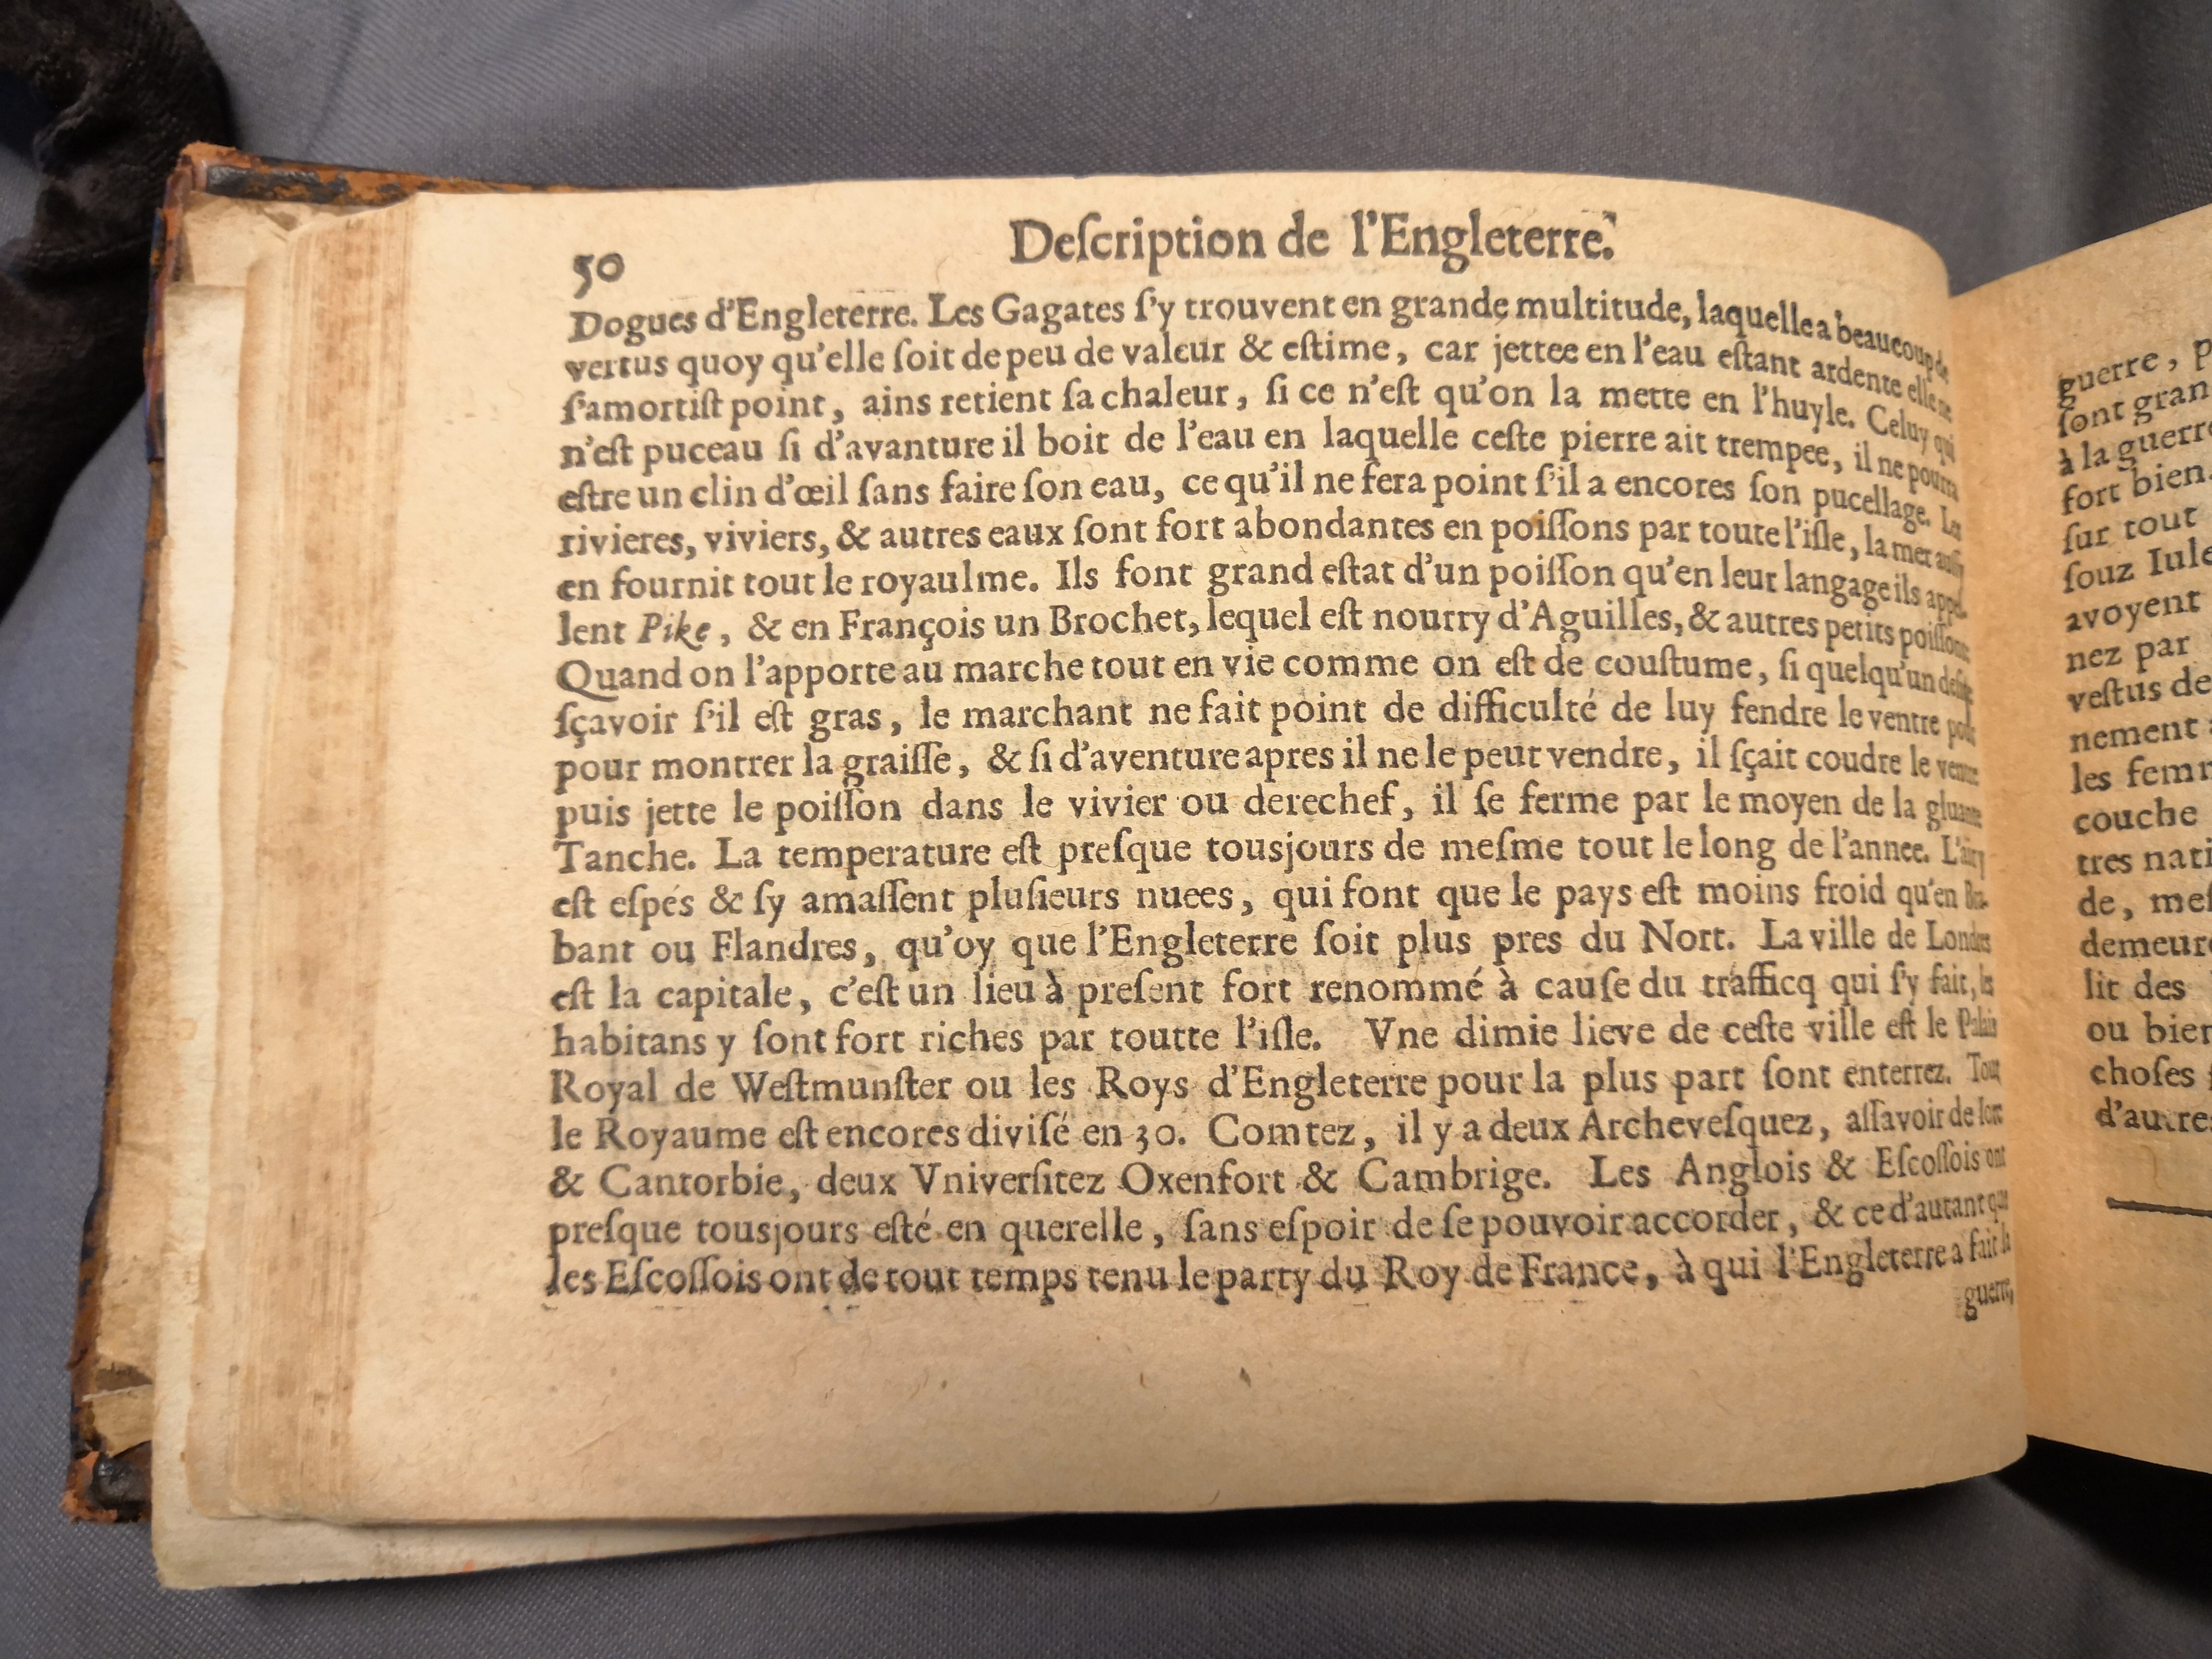 50
Deſcription de l'Engleterre.
Dogues d'Engleterre. Les Gagates ſ'y trouvent en grande multitude, laquelle a beaucoup de
vertus quoy qu'elle ſoit de peu de valeur & eſtime, car jettee en l'eau eſtant ardente elle ne
ſ'amortiſt point, ains retient ſa chaleur, ſi ce n'eſt qu'on la mette en l'huyle. Celuy qui
n'eſt puceau ſi d'avanture il boit de l'eau en laquelle ceſte pierre ait trempee, il ne pourra
eſtre un clin d'œil ſans faire ſon eau, ce qu'il ne fera point ſ'il a encores ſon pucellage. Les
rivieres, viviers, & autres eaux ſont fort abondantes en poiſſons par toute l'iſle, la mer auſſy
en fournit tout le royaulme. Ils font grand eſtat d'un poiſſon qu'en leur langage ils appel-
lent Pike, & en François un Brochet, lequel eſt nourry d'Aguilles, & autres petits poiſſons
Quand on l'apporte au marche tout en vie comme on eſt de couſtume, ſi quelqu'un deſire
ſçavoir ſ'il eſt gras, le marchant ne fait point de difficulté de luy fendre le ventre
pour montrer la graiſſe, & ſi d'aventure apres il ne le peut vendre, il ſçait coudre le ventre
puis jette le poiſſon dans le vivier ou derechef, il ſe ferme par le moyen de la gluante
Tanche. La temperature eſt preſque tousjours de meſme tout le long de l'annee. L'air y
eſt eſpés & ſy amaſſent pluſieurs nuees, qui font que le pays eſt moins froid qu'en Bra-
bant ou Flandres, qu'oy que l'Engleterre ſoit plus pres du Nort. La ville de Londres
eſt la capitale, c'eſt un lieu à preſent fort renommé à cauſe du trafficq qui ſ'y fait, les
habitans y ſont fort riches par toutte l'iſle. Vne dimie lieve de ceſte ville eſt le Palais
Royal de Weſtmunſter ou les Roys d'Engleterre pour la plus part ſont enterrez. Tout
le Royaume eſt encores diviſé en 30. Comtez, il y a deux Archeveſquez, aſſavoir de Iorc
& Cantorbie, deux Vniverſitez Oxenfort & Cambrige. Les Anglois & Eſcoſſois ont
preſque tousjours eſté en querelle, ſans eſpoir de ſe pouvoir accorder, & ce d'autant que
les Eſcoſſois ont de tout temps tenu le party du Roy de France, à qui l'Engleterre a fait la
guerre,
guerre, p
ſont gran
à la guerr
fort bien.
ſur tout
ſouz Iule
avoyent
nez par
veſtus de
nement
les femm
couche
tres nati
de, meſ
demeur
lit des
ou bien
choſes
d'autres